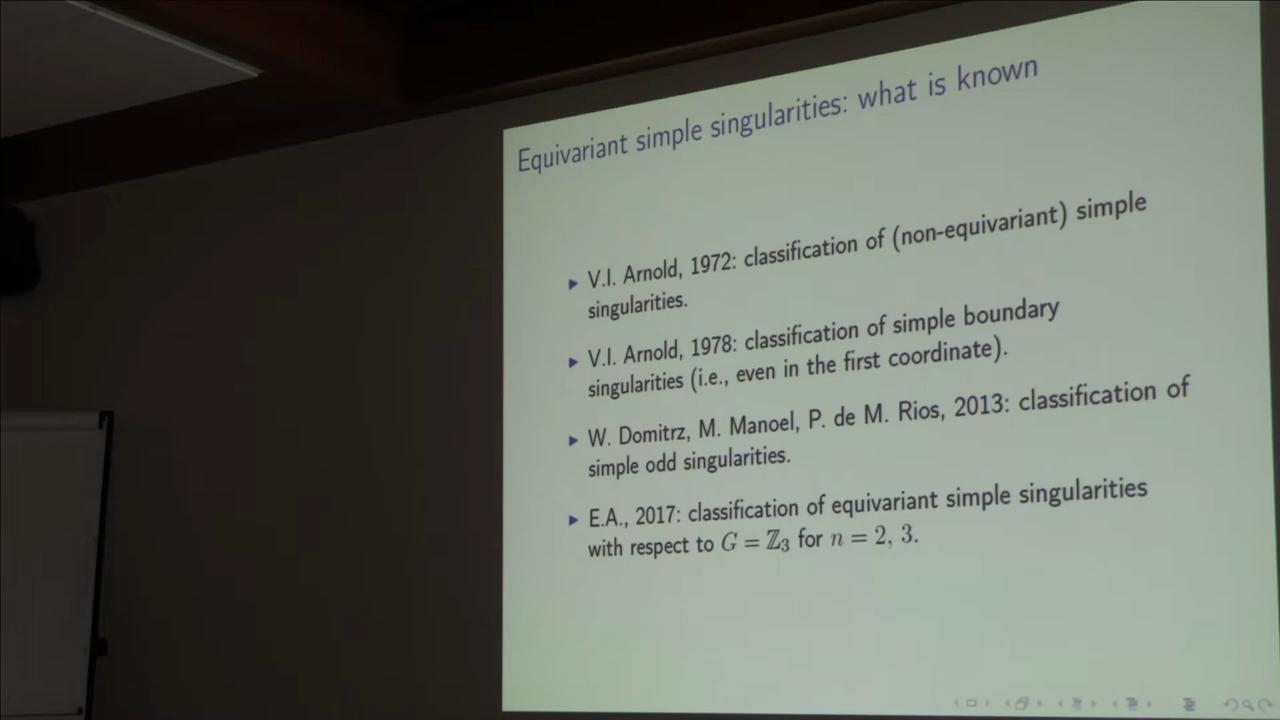 Equivariant simple singularities: what is known
▶ V.I. Arnold, 1972: classification of (non-equivariant) simple
singularities.
▶ V.I. Arnold, 1978: classification of simple boundary
singularities (i.e., even in the first coordinate).
▶ W. Domitrz, M. Manoel, P. de M. Rios, 2013: classification of
simple odd singularities.
▶ E.A., 2017: classification of equivariant simple singularities
with respect to G = ℤ₃ for n = 2, 3.